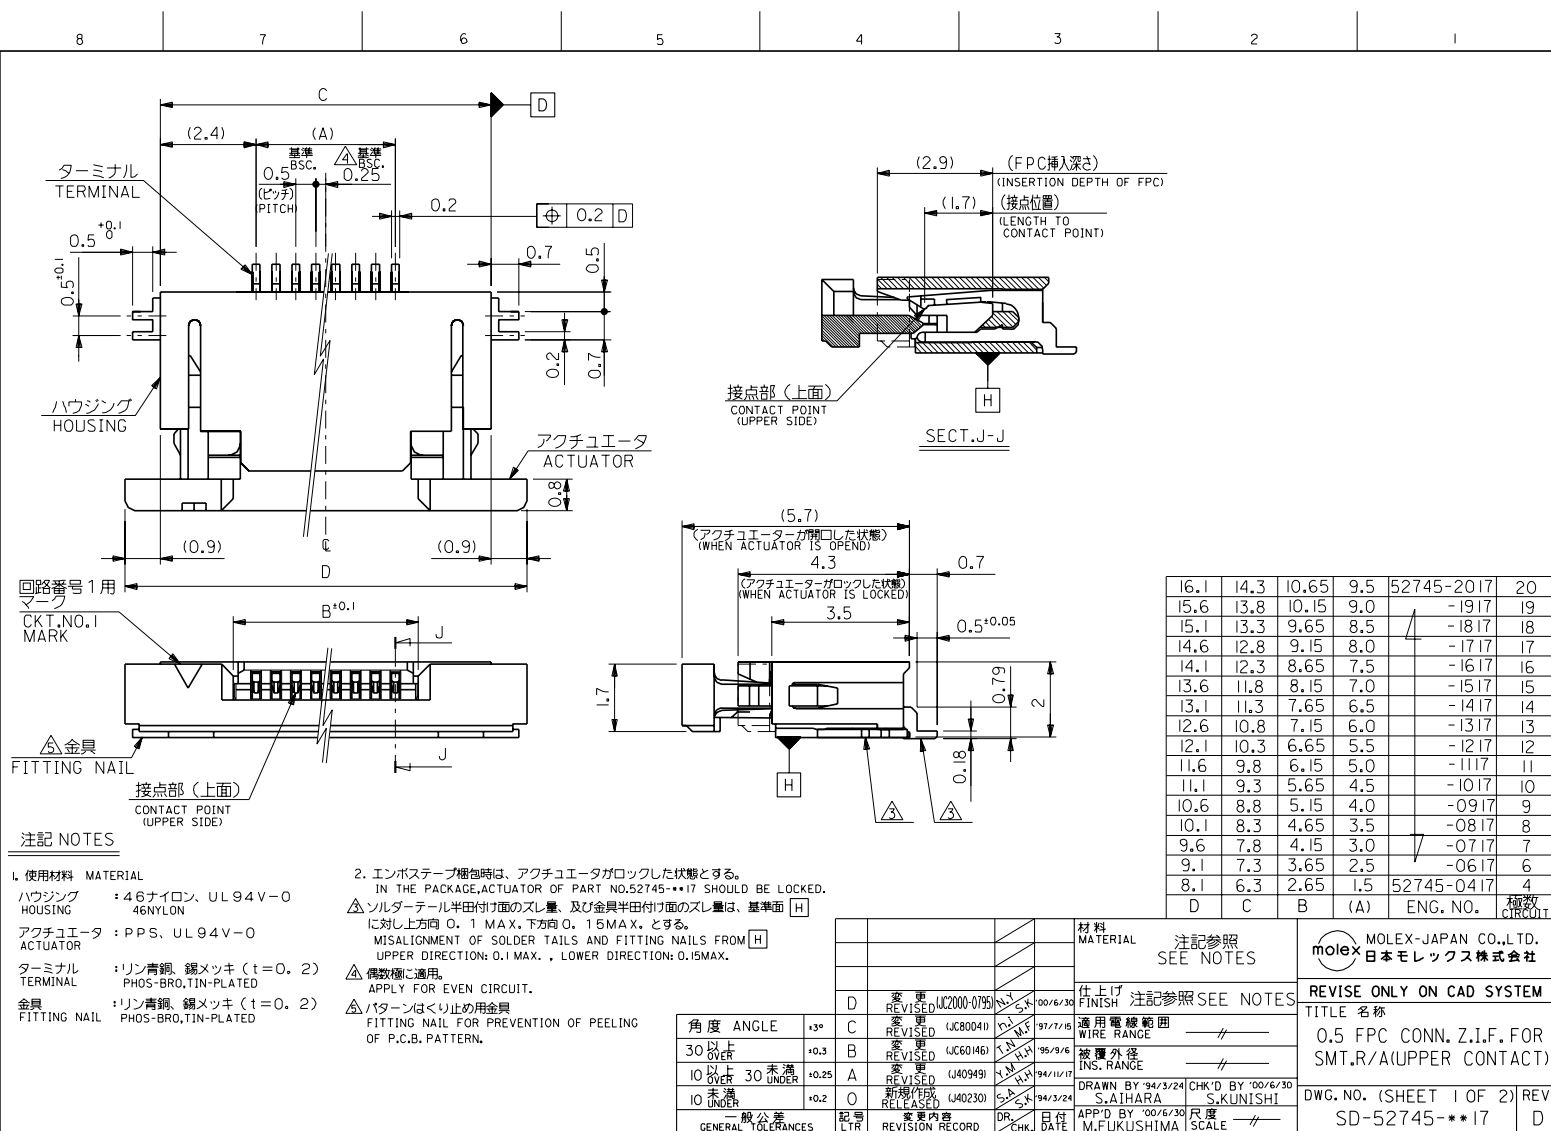 8 7 6 5 4 3 2 1
C
D
(2.4) (A)
基準 BSC. 0.5 (ピッチ) (PITCH)
4 基準 BSC. 0.25
ターミナル
TERMINAL
0.2
⌖ 0.2 D
0.5 +0.1 0
0.5±0.1
0.7
0.5
0.2
0.7
ハウジング
HOUSING
アクチュエータ
ACTUATOR
0.8
(0.9) ℄ (0.9)
D
回路番号1用
マーク
CKT.NO.1
MARK
B±0.1
J
J
5 金具
FITTING NAIL
接点部（上面）
CONTACT POINT
(UPPER SIDE)
(2.9) (FPC挿入深さ)
(INSERTION DEPTH OF FPC)
(1.7) (接点位置)
(LENGTH TO
CONTACT POINT)
接点部（上面）
CONTACT POINT
(UPPER SIDE)
H
SECT.J-J
(5.7)
(アクチュエーターが開口した状態)
(WHEN ACTUATOR IS OPEND)
4.3 0.7
(アクチュエーターがロックした状態)
(WHEN ACTUATOR IS LOCKED)
3.5
0.5±0.05
1.7
0.79
2
0.18
H
3 3
16.1 14.3 10.65 9.5 52745-2017 20
15.6 13.8 10.15 9.0 -1917 19
15.1 13.3 9.65 8.5 -1817 18
14.6 12.8 9.15 8.0 -1717 17
14.1 12.3 8.65 7.5 -1617 16
13.6 11.8 8.15 7.0 -1517 15
13.1 11.3 7.65 6.5 -1417 14
12.6 10.8 7.15 6.0 -1317 13
12.1 10.3 6.65 5.5 -1217 12
11.6 9.8 6.15 5.0 -1117 11
11.1 9.3 5.65 4.5 -1017 10
10.6 8.8 5.15 4.0 -0917 9
10.1 8.3 4.65 3.5 -0817 8
9.6 7.8 4.15 3.0 -0717 7
9.1 7.3 3.65 2.5 -0617 6
8.1 6.3 2.65 1.5 52745-0417 4
D C B (A) ENG. NO. 極数 CIRCUIT
注記 NOTES
1. 使用材料 MATERIAL
ハウジング : 46ナイロン、UL94V-0
HOUSING 46NYLON
アクチュエータ : PPS、UL94V-0
ACTUATOR
ターミナル : リン青銅、錫メッキ（t=0.2）
TERMINAL PHOS-BRO,TIN-PLATED
金具 : リン青銅、錫メッキ（t=0.2）
FITTING NAIL PHOS-BRO,TIN-PLATED
2. エンボステープ梱包時は、アクチュエータがロックした状態とする。
IN THE PACKAGE,ACTUATOR OF PART NO.52745-**17 SHOULD BE LOCKED.
3 ソルダーテール半田付け面のズレ量、及び金具半田付け面のズレ量は、基準面 H
に対し上方向 0.1 MAX. 下方向 0.15MAX. とする。
MISALIGNMENT OF SOLDER TAILS AND FITTING NAILS FROM H
UPPER DIRECTION: 0.1 MAX. , LOWER DIRECTION: 0.15MAX.
4 偶数極に適用。
APPLY FOR EVEN CIRCUIT.
5 パターンはくり止め用金具
FITTING NAIL FOR PREVENTION OF PEELING
OF P.C.B. PATTERN.
角度 ANGLE ±3°
30 以上 OVER ±0.3
10 以上 OVER 30 未満 UNDER ±0.25
10 未満 UNDER ±0.2
一般公差
GENERAL TOLERANCES
D 変更 REVISED (JC2000-0795) N.Y S.K '00/6/30
C 変更 REVISED (JC80041) M.F '97/7/15
B 変更 REVISED (JC60146) T.N H.H '95/9/6
A 変更 REVISED (J40949) Y.M H.H '94/11/17
0 新規作成 RELEASED (J40230) S.A S.K '94/3/24
記号 LTR 変更内容 REVISION RECORD DR. CHK. 日付 DATE
材料 MATERIAL 注記参照 SEE NOTES
仕上げ FINISH 注記参照 SEE NOTES
適用電線範囲 WIRE RANGE
被覆外径 INS. RANGE
DRAWN BY '94/3/24 S.AIHARA
CHK'D BY '00/6/30 S.KUNISHI
APP'D BY '00/6/30 M.FUKUSHIMA
尺度 SCALE
molex MOLEX-JAPAN CO.,LTD.
日本モレックス株式会社
REVISE ONLY ON CAD SYSTEM
TITLE 名称
0.5 FPC CONN. Z.I.F. FOR
SMT.R/A(UPPER CONTACT)
DWG. NO. (SHEET 1 OF 2) REV
SD-52745-**17 D